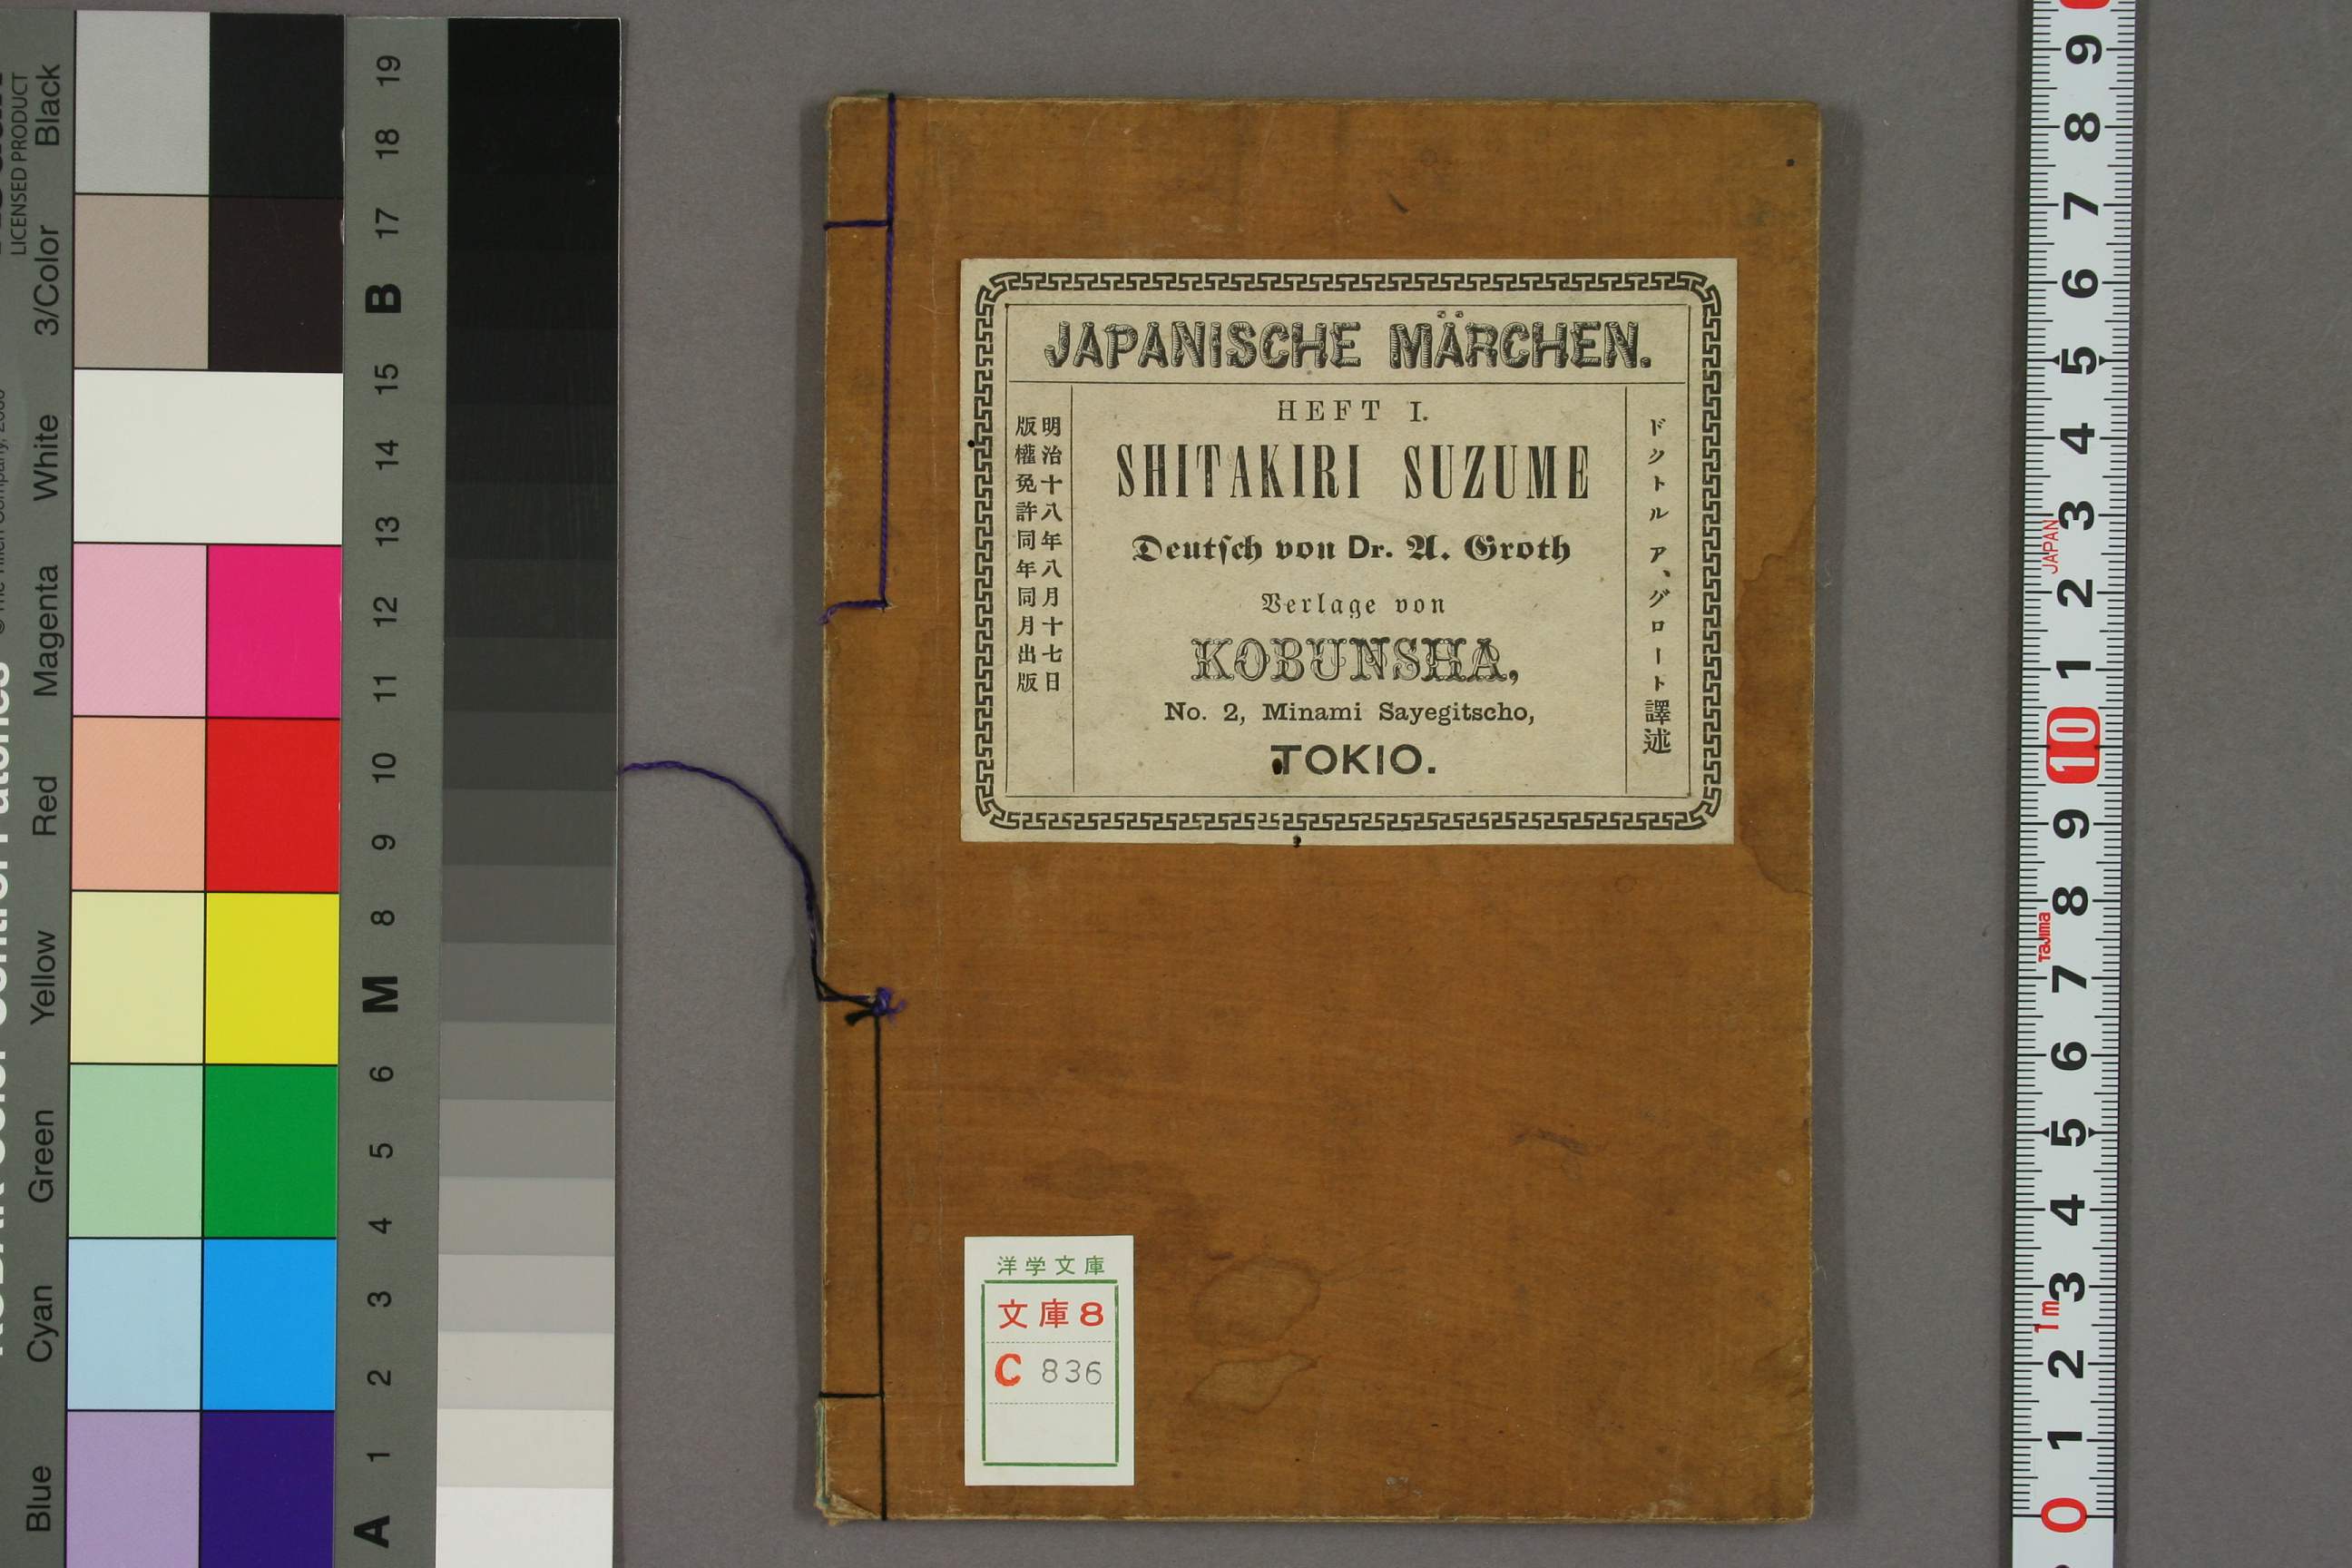 JAPANISCHE MÄRCHEN.
HEFT I.
SHITAKIRI SUZUME
Deutſch von Dr. A. Groth
Verlage von
KOBUNSHA,
No. 2, Minami Sayegitscho,
TOKIO.
ドクトルア、グロート譯述
明治十八年八月十七日
版權免許同年同月出版
洋学文庫
文庫8
C 836
LICENSED PRODUCT
Black
3/Color
White
Magenta
Red
Yellow
Green
Cyan
Blue
19
18
17
B
15
14
13
12
11
10
9
8
M
6
5
4
3
2
1
A
9
8
7
6
5
4
3
JAPAN
2
1
10
9
8
Tajima
7
6
5
4
3
1m
2
1
0